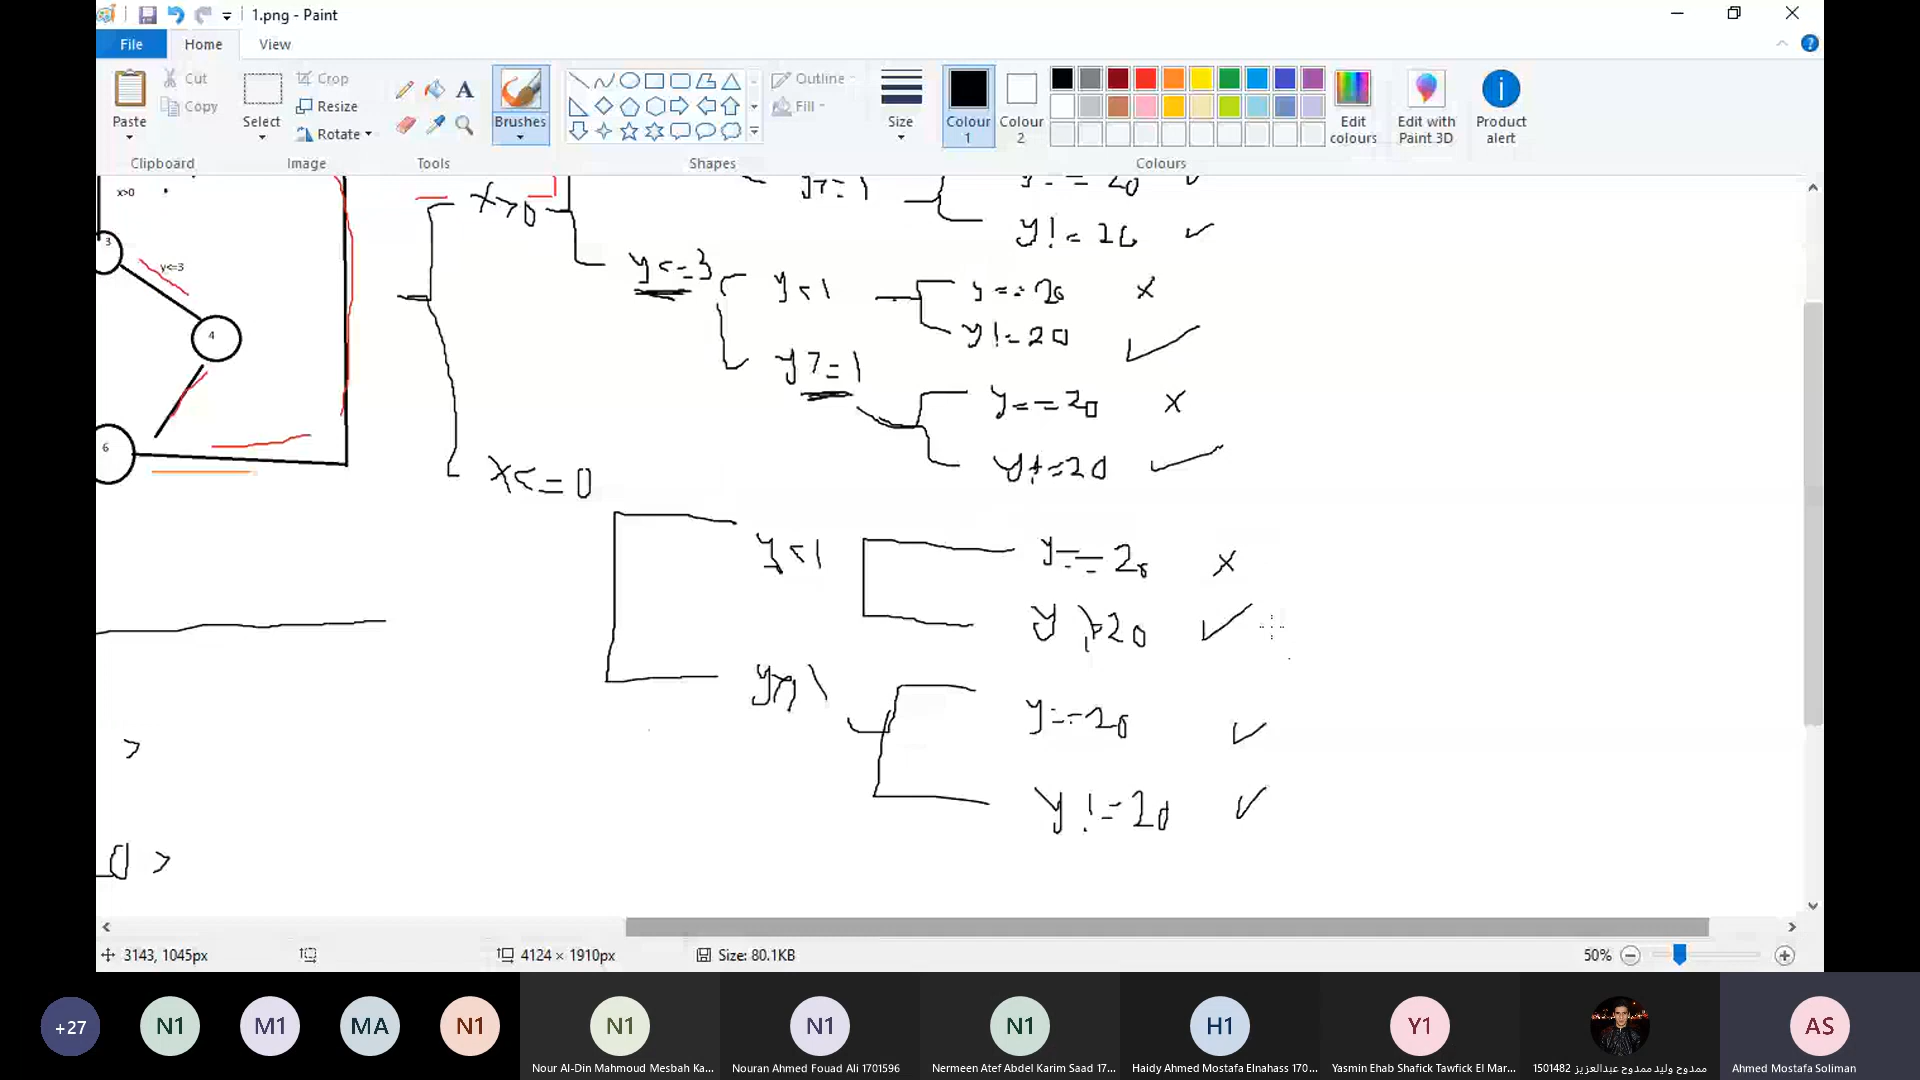 1.png - Paint
File Home View
Paste
Cut
Copy
Clipboard
Select
Crop
Resize
Rotate
Image
Tools
Brushes
Shapes
Outline
Fill
Size
Colour 1
Colour 2
Edit colours
Edit with Paint 3D
Product alert
Colours
x>0
3
y<=3
4
6
x>0
y>=1
y!=20
y<=3
y<1
y==20 x
y!=20
y>=1
y==20 x
y!=20
x<=0
y<1
y==20 x
y!=20
y==20
y!=20
>
0 >
3143, 1045px
4124 × 1910px
Size: 80.1KB
50%
+27
N1
M1
MA
N1
N1
N1
N1
H1
Y1
AS
Nour Al-Din Mahmoud Mesbah Ka...
Nouran Ahmed Fouad Ali 1701596
Nermeen Atef Abdel Karim Saad 17...
Haidy Ahmed Mostafa Elnahass 170...
Yasmin Ehab Shafick Tawfick El Mar...
ممدوح وليد ممدوح عبدالعزيز 1501482
Ahmed Mostafa Soliman